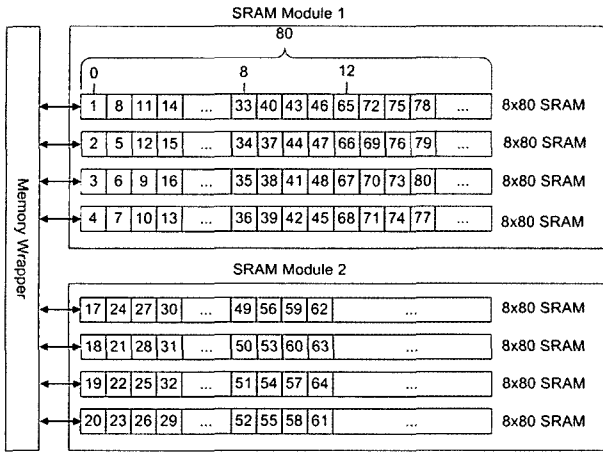 SRAM Module 1
80
0 8 12
1 8 11 14 ... 33 40 43 46 65 72 75 78 ... 8x80 SRAM
2 5 12 15 ... 34 37 44 47 66 69 76 79 ... 8x80 SRAM
3 6 9 16 ... 35 38 41 48 67 70 73 80 ... 8x80 SRAM
4 7 10 13 ... 36 39 42 45 68 71 74 77 ... 8x80 SRAM
Memory Wrapper
SRAM Module 2
17 24 27 30 ... 49 56 59 62 ... 8x80 SRAM
18 21 28 31 ... 50 53 60 63 ... 8x80 SRAM
19 22 25 32 ... 51 54 57 64 ... 8x80 SRAM
20 23 26 29 ... 52 55 58 61 ... 8x80 SRAM